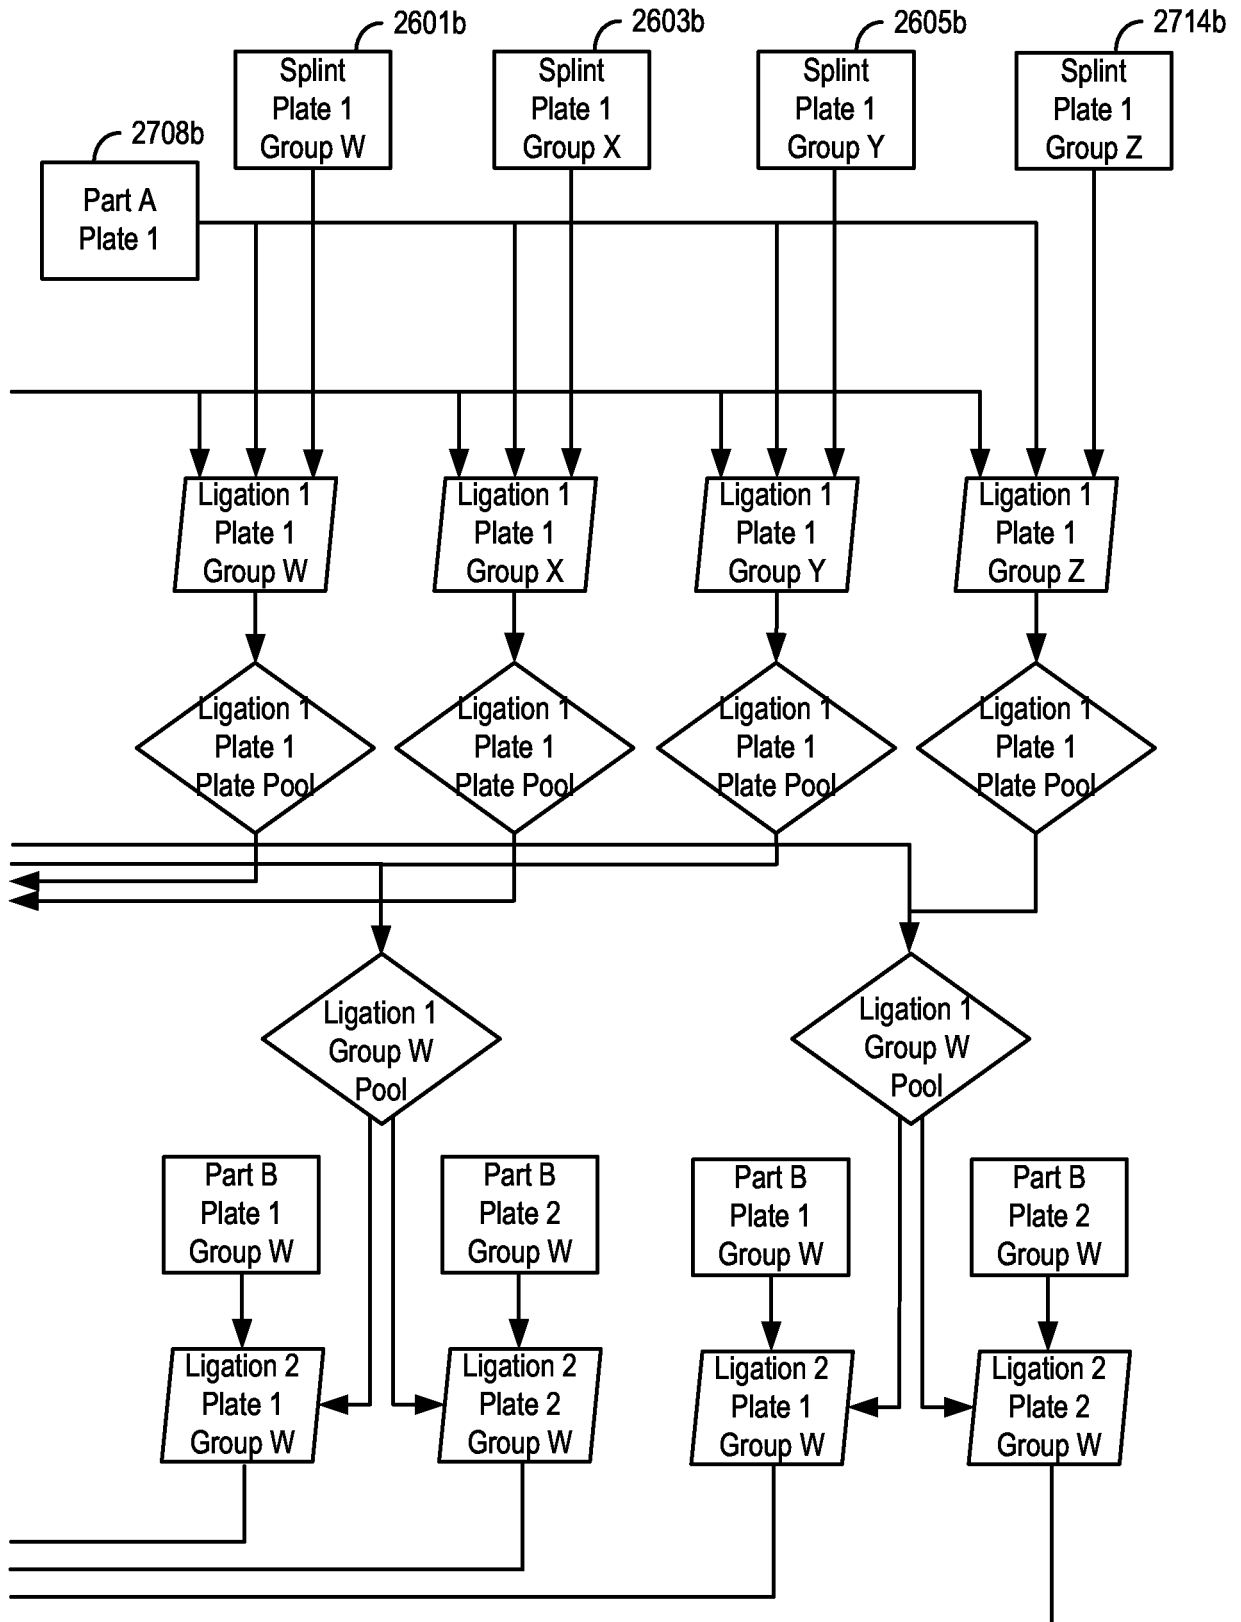 2601b
2603b
2605b
2714b
Splint
Plate 1
Group W
Splint
Plate 1
Group X
Splint
Plate 1
Group Y
Splint
Plate 1
Group Z
2708b
Part A
Plate 1
Ligation 1
Plate 1
Group W
Ligation 1
Plate 1
Group X
Ligation 1
Plate 1
Group Y
Ligation 1
Plate 1
Group Z
Ligation 1
Plate 1
Plate Pool
Ligation 1
Plate 1
Plate Pool
Ligation 1
Plate 1
Plate Pool
Ligation 1
Plate 1
Plate Pool
Ligation 1
Group W
Pool
Ligation 1
Group W
Pool
Part B
Plate 1
Group W
Part B
Plate 2
Group W
Part B
Plate 1
Group W
Part B
Plate 2
Group W
Ligation 2
Plate 1
Group W
Ligation 2
Plate 2
Group W
Ligation 2
Plate 1
Group W
Ligation 2
Plate 2
Group W